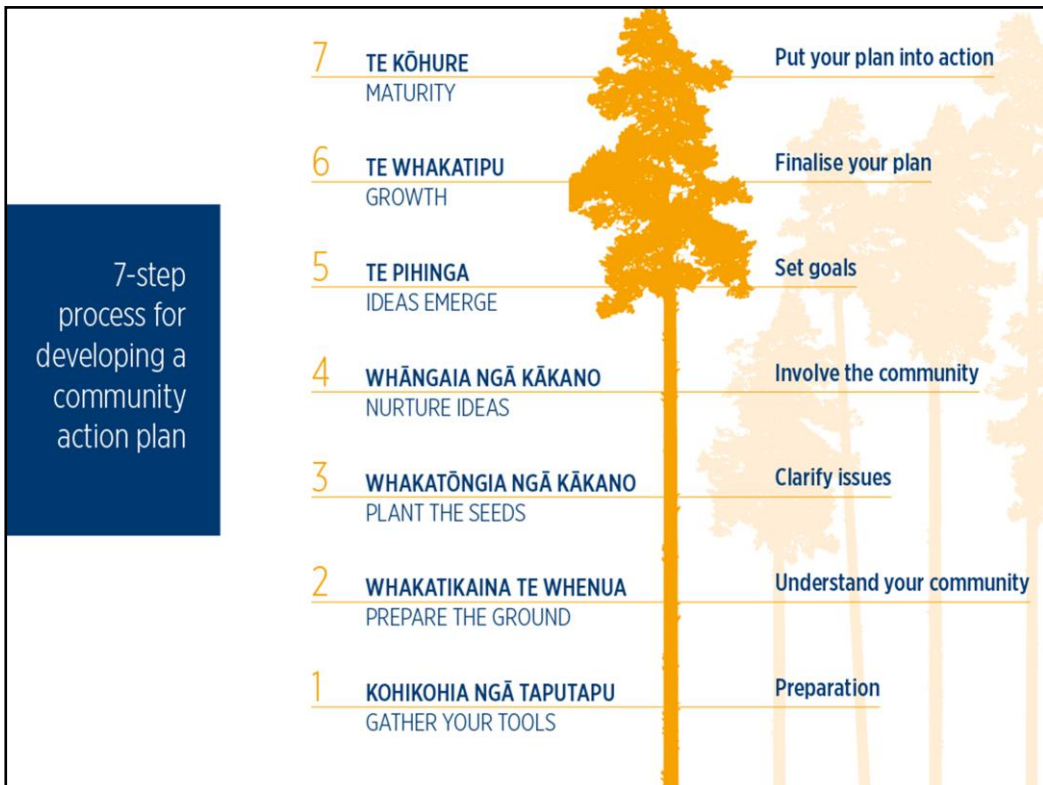 7-step
process for
developing a
community
action plan
7 TE KŌHURE Put your plan into action
MATURITY
6 TE WHAKATIPU Finalise your plan
GROWTH
5 TE PIHINGA Set goals
IDEAS EMERGE
4 WHĀNGAIA NGĀ KĀKANO Involve the community
NURTURE IDEAS
3 WHAKATŌNGIA NGĀ KĀKANO Clarify issues
PLANT THE SEEDS
2 WHAKATIKAINA TE WHENUA Understand your community
PREPARE THE GROUND
1 KOHIKOHIA NGĀ TAPUTAPU Preparation
GATHER YOUR TOOLS